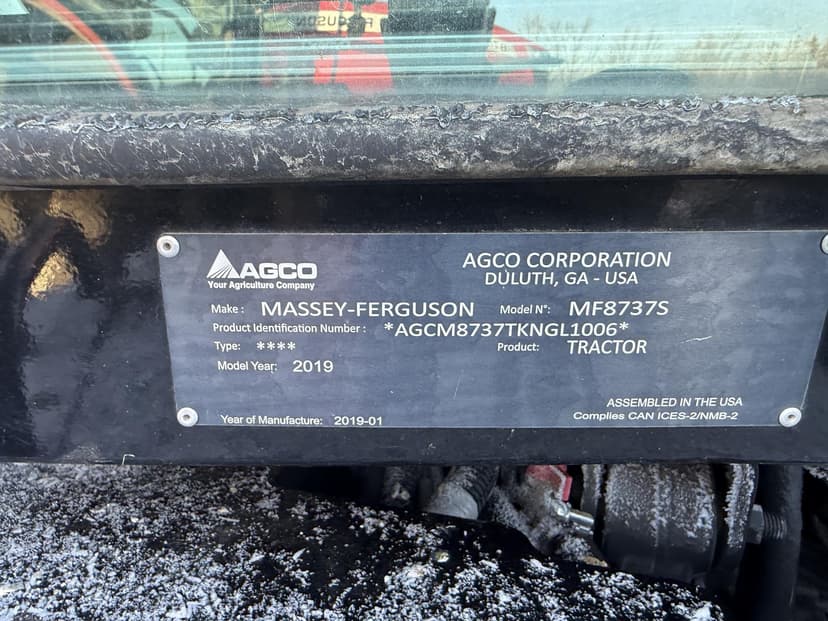 FERGUSON
AGCO
Your Agriculture Company
AGCO CORPORATION
DULUTH, GA - USA
Make : MASSEY-FERGUSON Model N°: MF8737S
Product Identification Number : *AGCM8737TKNGL1006*
Type: **** Product: TRACTOR
Model Year: 2019
ASSEMBLED IN THE USA
Year of Manufacture: 2019-01 Complies CAN ICES-2/NMB-2